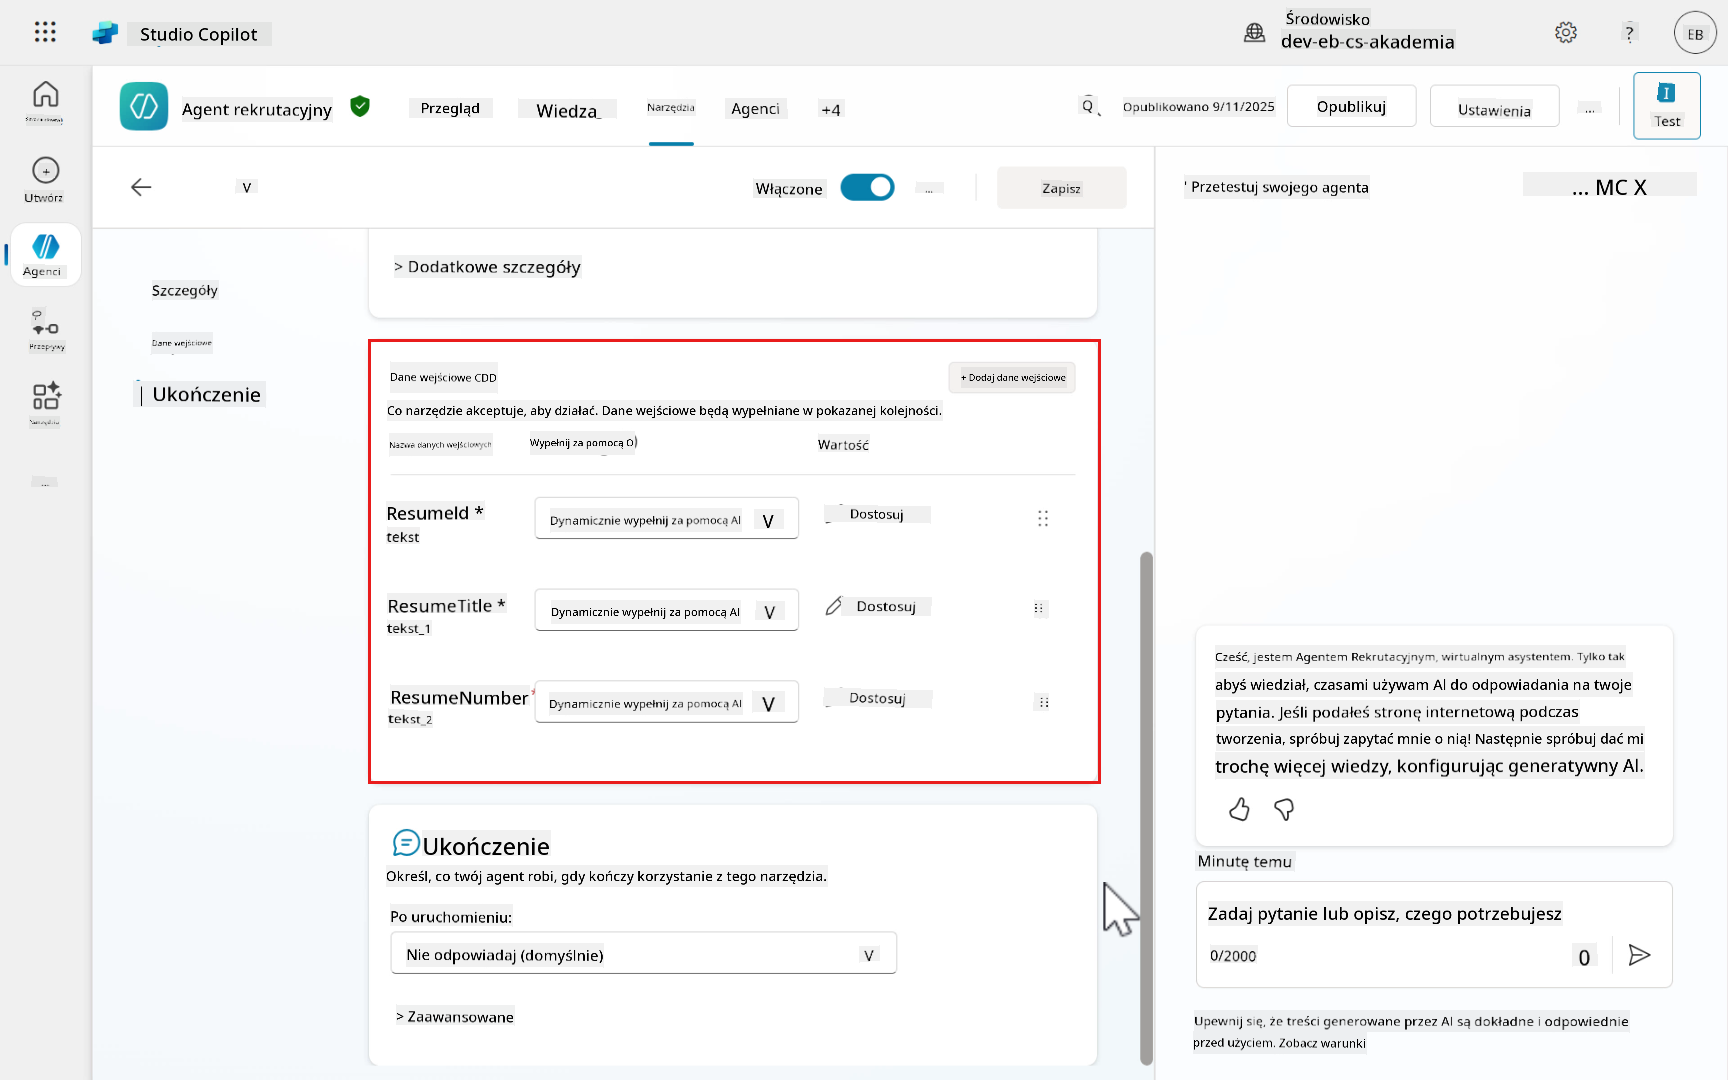 Studio Copilot
Środowisko
dev-eb-cs-akademia
?
EB
Agent rekrutacyjny
Przegląd
Wiedza
Narzędzia
Agenci
+4
Opublikowano 9/11/2025
Opublikuj
Ustawienia
...
Test
Utwórz
Agenci
Przepływy
...
V
Włączone
...
Zapisz
' Przetestuj swojego agenta
... MC X
Szczegóły
Dane wejściowe
Ukończenie
> Dodatkowe szczegóły
Dane wejściowe CDD
+ Dodaj dane wejściowe
Co narzędzie akceptuje, aby działać. Dane wejściowe będą wypełniane w pokazanej kolejności.
Nazwa danych wejściowych
Wypełnij za pomocą O
Wartość
ResumeId *
tekst
Dynamicznie wypełnij za pomocą AI V
Dostosuj
ResumeTitle *
tekst_1
Dynamicznie wypełnij za pomocą AI V
Dostosuj
ResumeNumber *
tekst_2
Dynamicznie wypełnij za pomocą AI V
Dostosuj
Ukończenie
Określ, co twój agent robi, gdy kończy korzystanie z tego narzędzia.
Po uruchomieniu:
Nie odpowiadaj (domyślnie) V
> Zaawansowane
Cześć, jestem Agentem Rekrutacyjnym, wirtualnym asystentem. Tylko tak
abyś wiedział, czasami używam AI do odpowiadania na twoje
pytania. Jeśli podałeś stronę internetową podczas
tworzenia, spróbuj zapytać mnie o nią! Następnie spróbuj dać mi
trochę więcej wiedzy, konfigurując generatywny AI.
Minutę temu
Zadaj pytanie lub opisz, czego potrzebujesz
0/2000
0
Upewnij się, że treści generowane przez AI są dokładne i odpowiednie
przed użyciem. Zobacz warunki